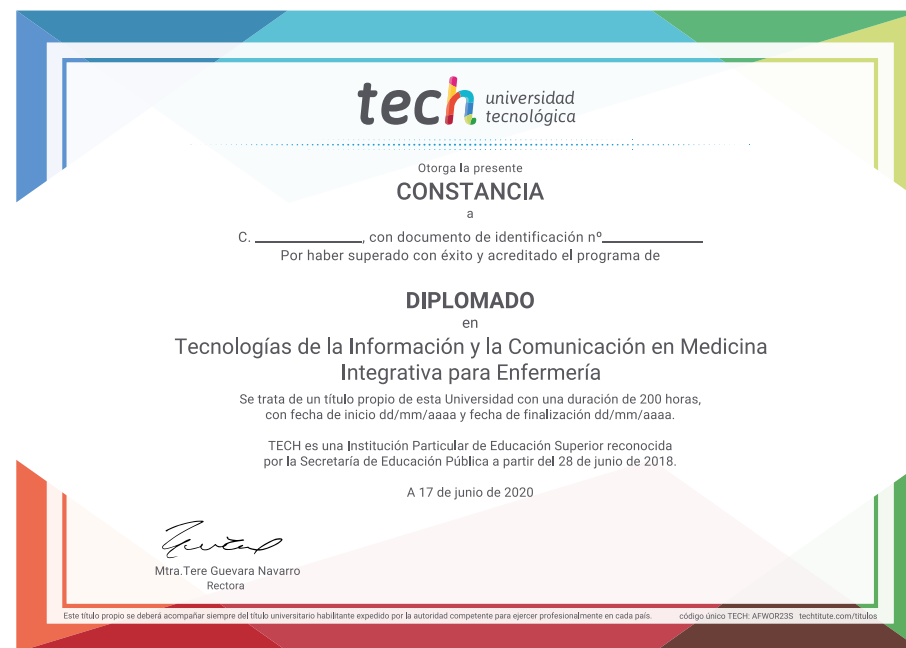 tech universidad
tecnológica
Otorga la presente
CONSTANCIA
a
C. ____________, con documento de identificación nº____________
Por haber superado con éxito y acreditado el programa de
DIPLOMADO
en
Tecnologías de la Información y la Comunicación en Medicina
Integrativa para Enfermería
Se trata de un título propio de esta Universidad con una duración de 200 horas,
con fecha de inicio dd/mm/aaaa y fecha de finalización dd/mm/aaaa.
TECH es una Institución Particular de Educación Superior reconocida
por la Secretaría de Educación Pública a partir del 28 de junio de 2018.
A 17 de junio de 2020
Mtra.Tere Guevara Navarro
Rectora
Este título propio se deberá acompañar siempre del título universitario habilitante expedido por la autoridad competente para ejercer profesionalmente en cada país. código único TECH: AFWOR23S techtitute.com/titulos